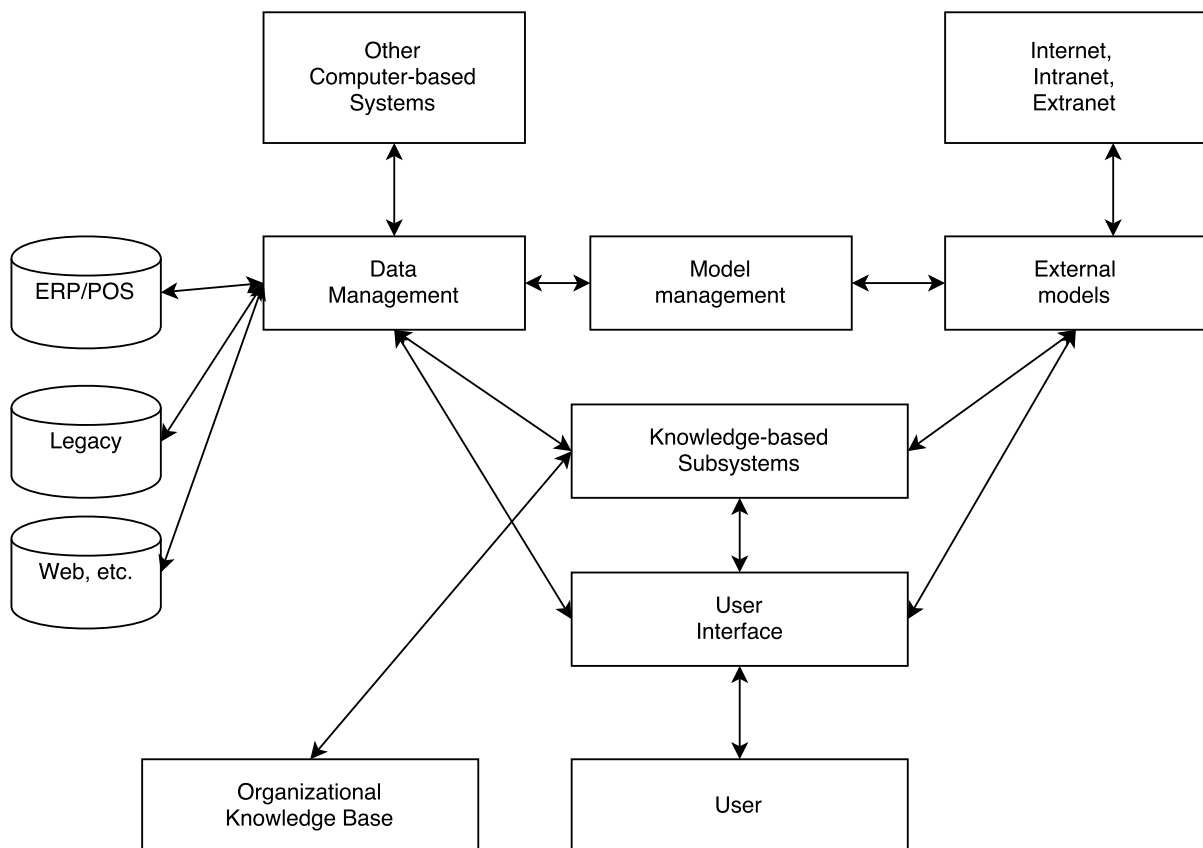 Other
Computer-based
Systems
Internet,
Intranet,
Extranet
ERP/POS
Data
Management
Model
management
External
models
Legacy
Knowledge-based
Subsystems
Web, etc.
User
Interface
Organizational
Knowledge Base
User